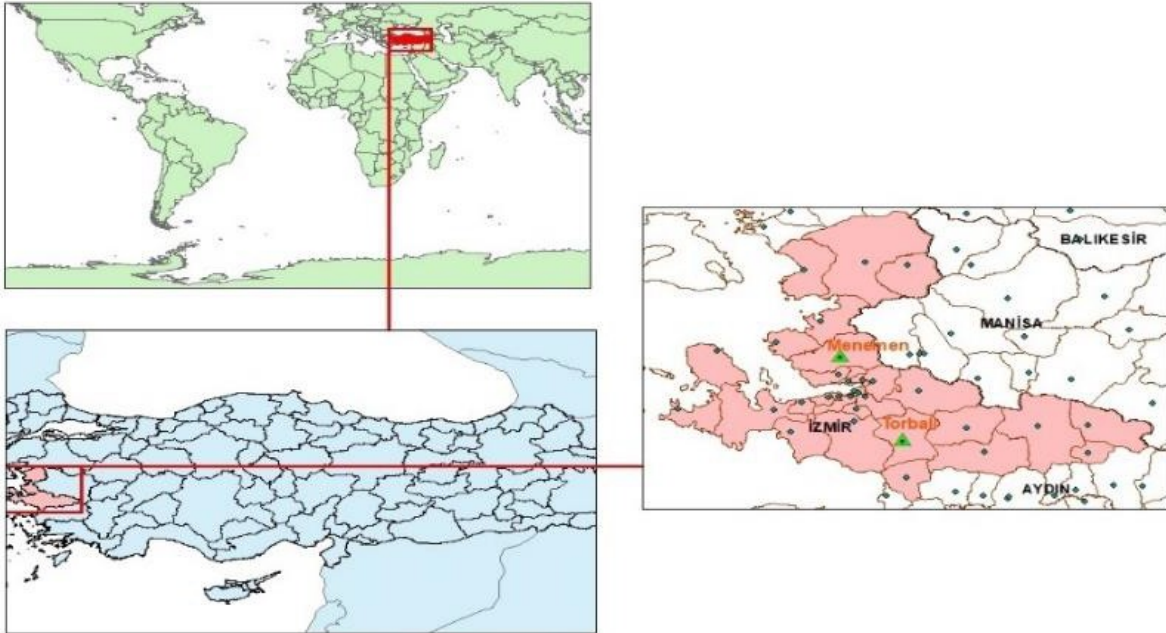 BALIKESİR
MANİSA
Menemen
İZMİR
Torbalı
AYDIN